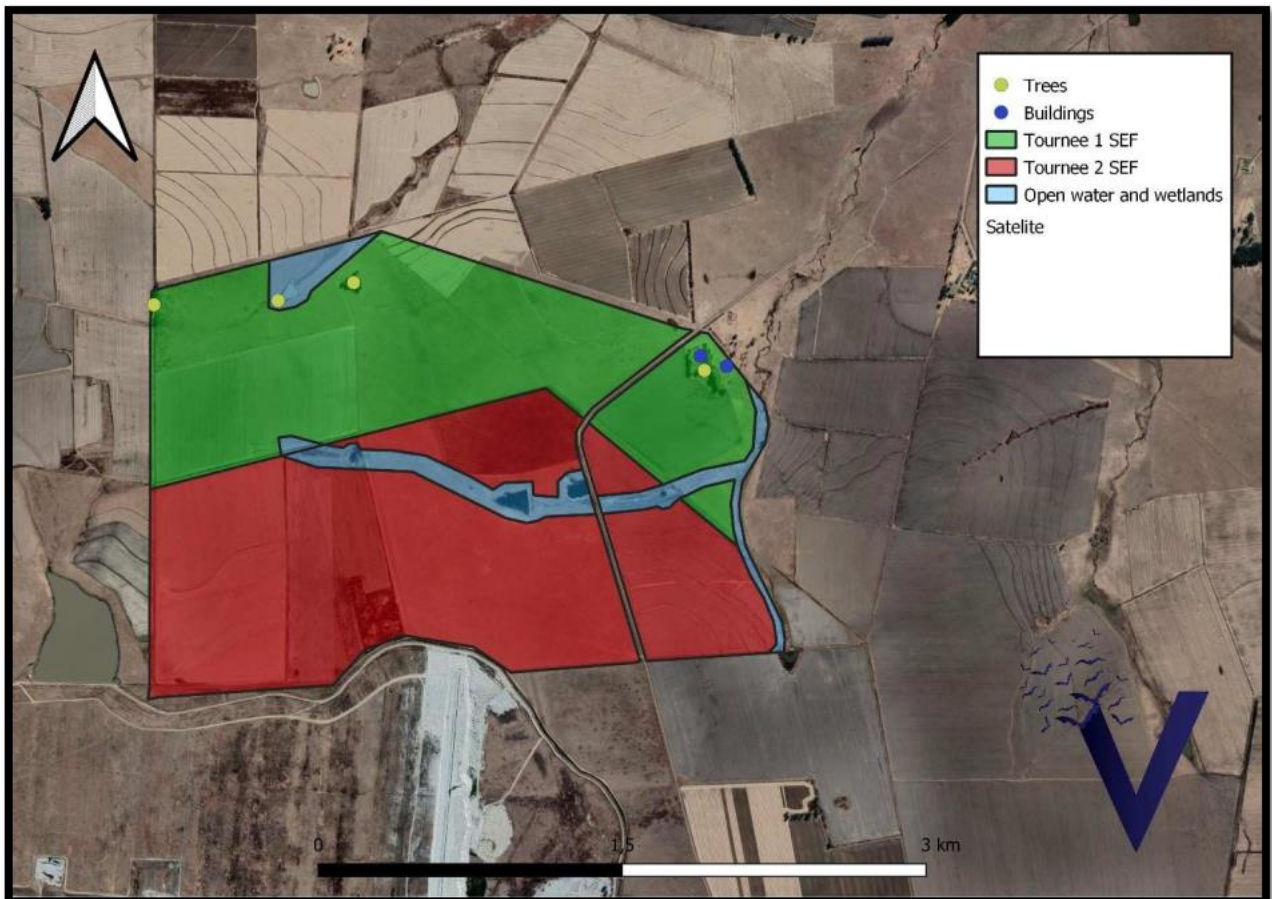 Trees
Buildings
Tournee 1 SEF
Tournee 2 SEF
Open water and wetlands
Satelite
0
1.5
3 km
V